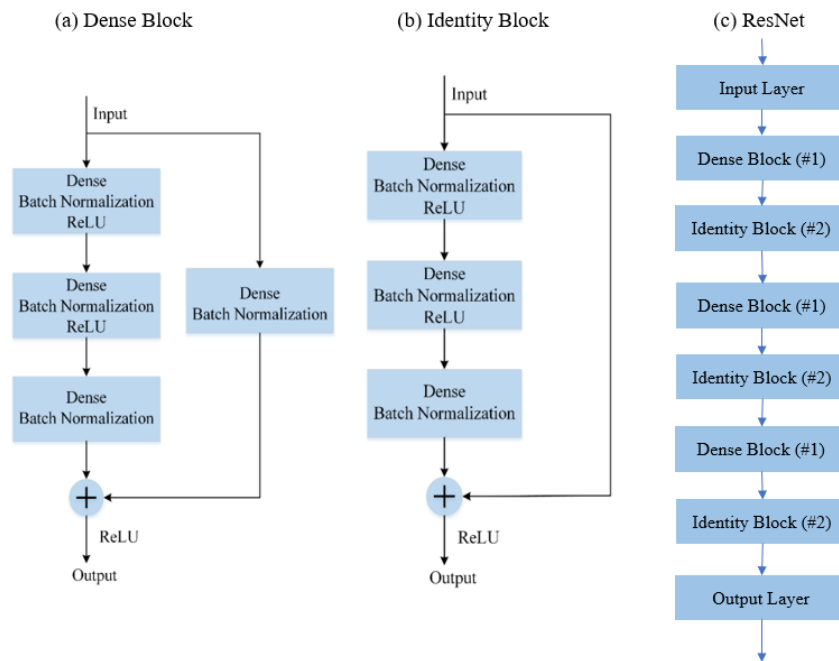 (a) Dense Block
Input
Dense
Batch Normalization
ReLU
Dense
Batch Normalization
ReLU
Dense
Batch Normalization
Dense
Batch Normalization
+
ReLU
Output
(b) Identity Block
Input
Dense
Batch Normalization
ReLU
Dense
Batch Normalization
ReLU
Dense
Batch Normalization
+
ReLU
Output
(c) ResNet
Input Layer
Dense Block (#1)
Identity Block (#2)
Dense Block (#1)
Identity Block (#2)
Dense Block (#1)
Identity Block (#2)
Output Layer